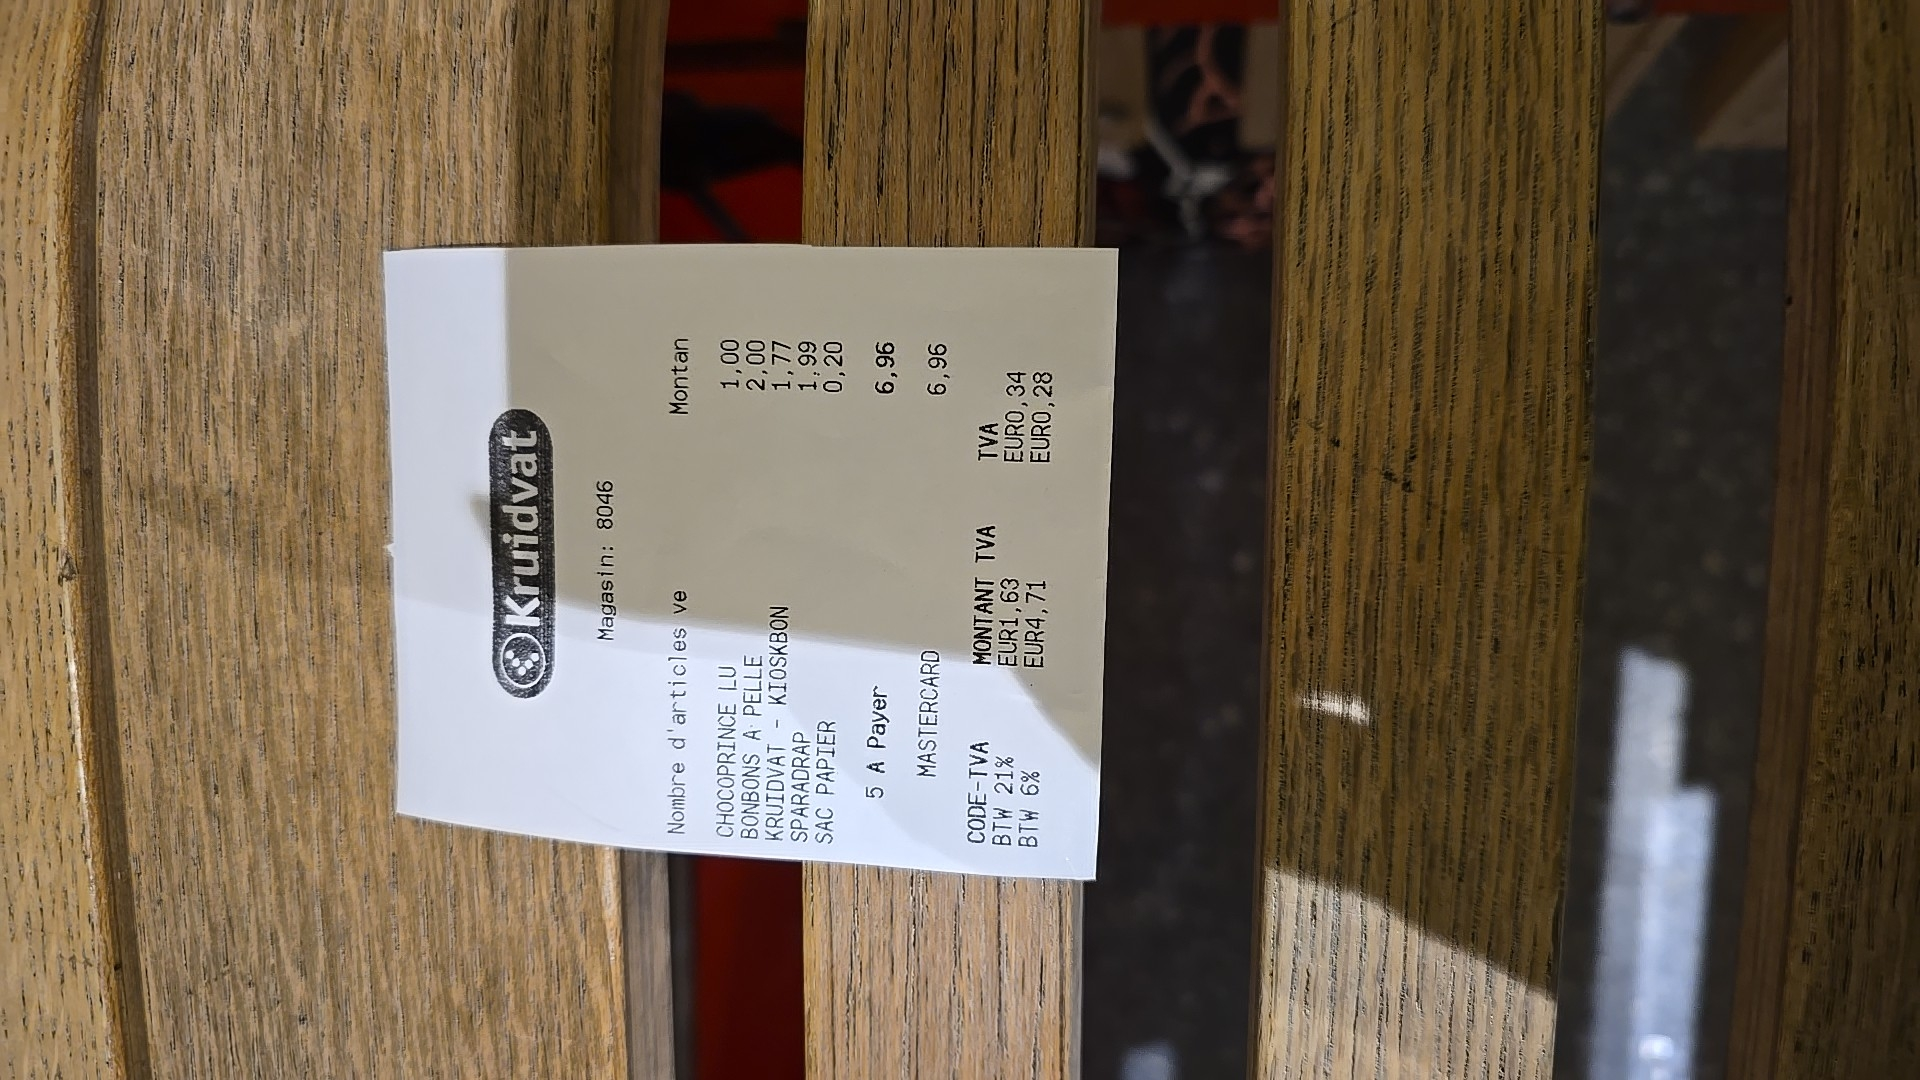 Kruidvat
Magasin: 8046
Nombre d'articles ve Montan
CHOCOPRINCE LU 1,00
BONBONS A PELLE 2,00
KRUIDVAT - KIOSKBON 1,77
SPARADRAP 1,99
SAC PAPIER 0,20
5 A Payer 6,96
MASTERCARD 6,96
CODE-TVA MONTANT TVA TVA
BTW 21% EUR1,63 EUR0,34
BTW 6% EUR4,71 EUR0,28